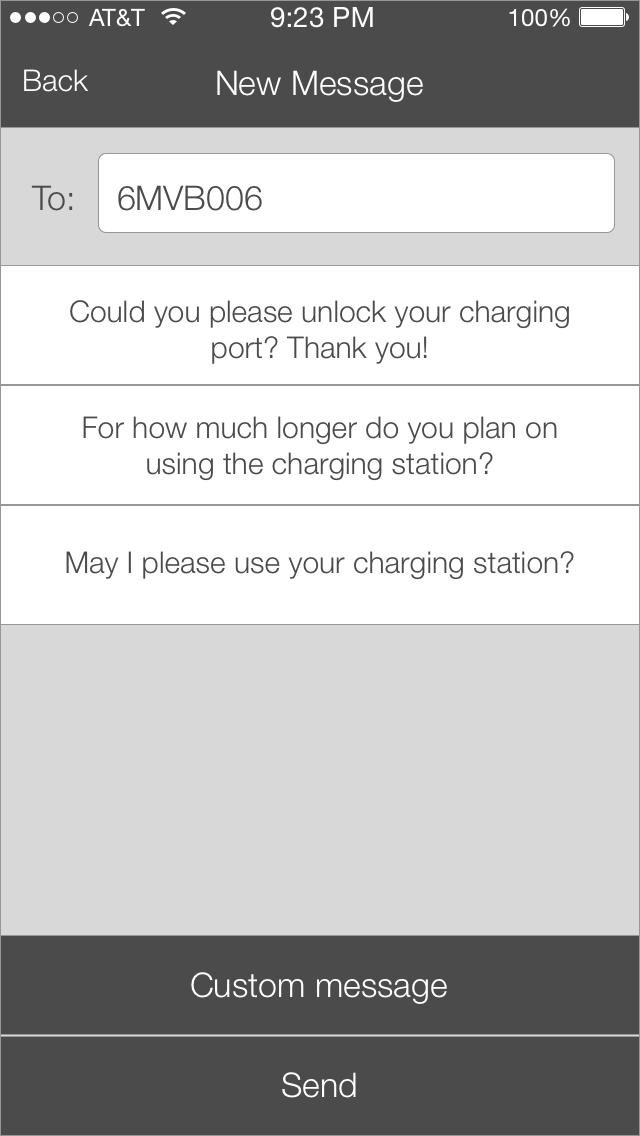 AT&T 9:23 PM 100%
Back New Message
To: 6MVB006
Could you please unlock your charging
port? Thank you!
For how much longer do you plan on
using the charging station?
May I please use your charging station?
Custom message
Send